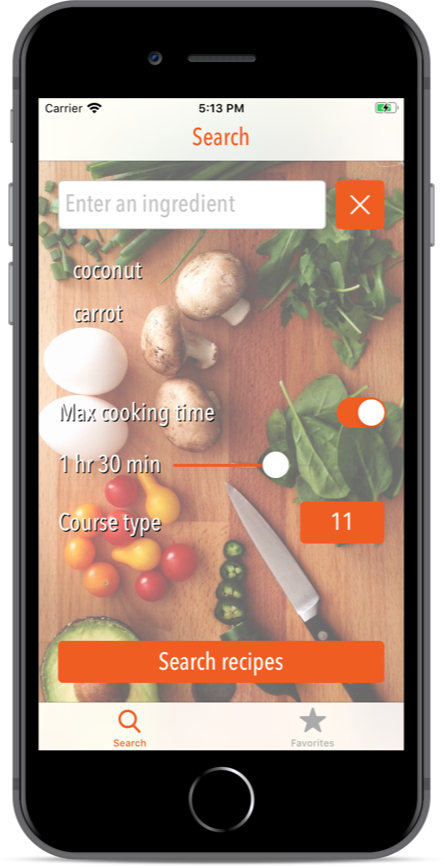 Carrier 5:13 PM
Search
Enter an ingredient
coconut
carrot
Max cooking time
1 hr 30 min
Course type 11
Search recipes
Search Favorites